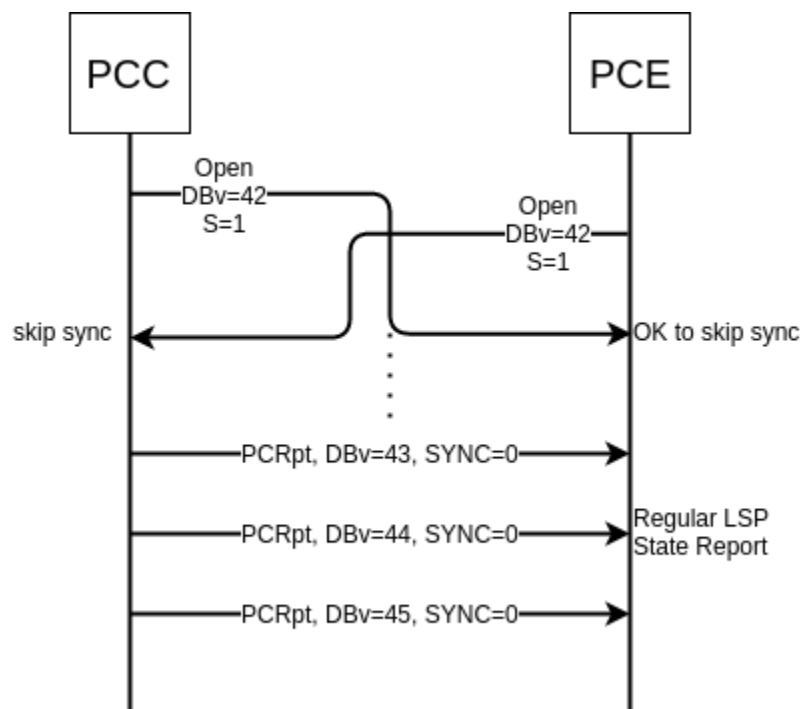 PCC
PCE
Open
DBv=42
S=1
Open
DBv=42
S=1
skip sync
OK to skip sync
PCRpt, DBv=43, SYNC=0
PCRpt, DBv=44, SYNC=0
Regular LSP
State Report
PCRpt, DBv=45, SYNC=0